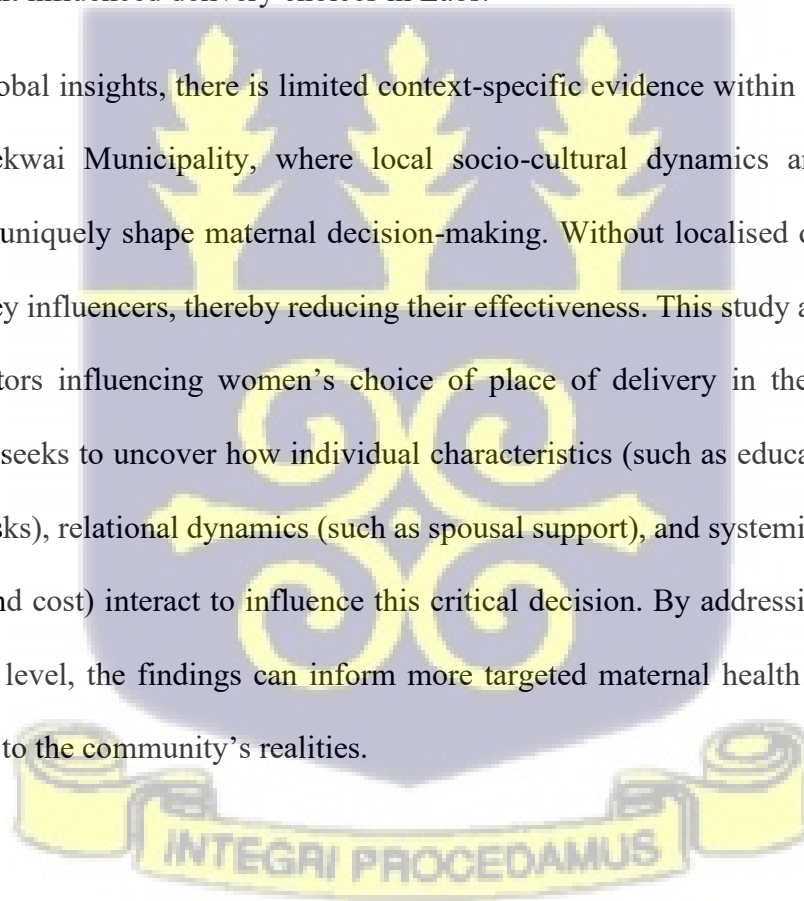 t influenced delivery choices in Laos.
obal insights, there is limited context-specific evidence within
ekwai Municipality, where local socio-cultural dynamics a
uniquely shape maternal decision-making. Without localised
ey influencers, thereby reducing their effectiveness. This study a
tors influencing women’s choice of place of delivery in the
seeks to uncover how individual characteristics (such as educa
sks), relational dynamics (such as spousal support), and systemi
nd cost) interact to influence this critical decision. By addressi
level, the findings can inform more targeted maternal health
to the community’s realities.
INTEGRI PROCEDAMUS